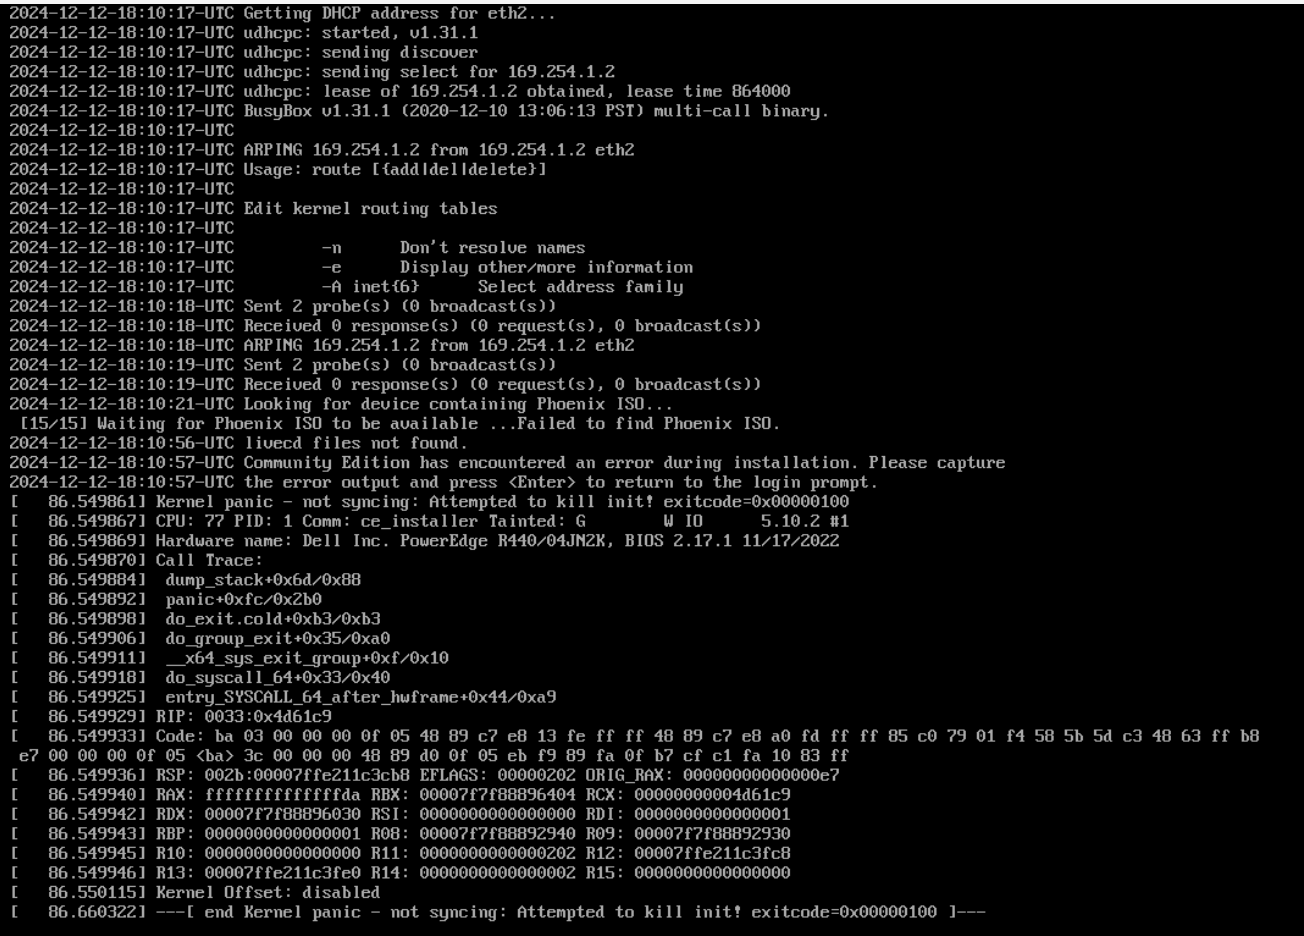 2024-12-12-18:10:17-UTC Getting DHCP address for eth2...
2024-12-12-18:10:17-UTC udhcpc: started, v1.31.1
2024-12-12-18:10:17-UTC udhcpc: sending discover
2024-12-12-18:10:17-UTC udhcpc: sending select for 169.254.1.2
2024-12-12-18:10:17-UTC udhcpc: lease of 169.254.1.2 obtained, lease time 864000
2024-12-12-18:10:17-UTC BusyBox v1.31.1 (2020-12-10 13:06:13 PST) multi-call binary.
2024-12-12-18:10:17-UTC
2024-12-12-18:10:17-UTC ARPING 169.254.1.2 from 169.254.1.2 eth2
2024-12-12-18:10:17-UTC Usage: route [{add|del|delete}]
2024-12-12-18:10:17-UTC
2024-12-12-18:10:17-UTC Edit kernel routing tables
2024-12-12-18:10:17-UTC
2024-12-12-18:10:17-UTC         -n      Don't resolve names
2024-12-12-18:10:17-UTC         -e      Display other/more information
2024-12-12-18:10:17-UTC         -A inet{6}      Select address family
2024-12-12-18:10:18-UTC Sent 2 probe(s) (0 broadcast(s))
2024-12-12-18:10:18-UTC Received 0 response(s) (0 request(s), 0 broadcast(s))
2024-12-12-18:10:18-UTC ARPING 169.254.1.2 from 169.254.1.2 eth2
2024-12-12-18:10:19-UTC Sent 2 probe(s) (0 broadcast(s))
2024-12-12-18:10:19-UTC Received 0 response(s) (0 request(s), 0 broadcast(s))
2024-12-12-18:10:21-UTC Looking for device containing Phoenix ISO...
[15/15] Waiting for Phoenix ISO to be available ...Failed to find Phoenix ISO.
2024-12-12-18:10:56-UTC livecd files not found.
2024-12-12-18:10:57-UTC Community Edition has encountered an error during installation. Please capture
2024-12-12-18:10:57-UTC the error output and press <Enter> to return to the login prompt.
[   86.549861] Kernel panic - not syncing: Attempted to kill init! exitcode=0x00000100
[   86.549867] CPU: 77 PID: 1 Comm: ce_installer Tainted: G        W IO      5.10.2 #1
[   86.549869] Hardware name: Dell Inc. PowerEdge R440/04JN2K, BIOS 2.17.1 11/17/2022
[   86.549870] Call Trace:
[   86.549884]  dump_stack+0x6d/0x88
[   86.549892]  panic+0xfc/0x2b0
[   86.549898]  do_exit.cold+0xb3/0xb3
[   86.549906]  do_group_exit+0x35/0xa0
[   86.549911]  __x64_sys_exit_group+0xf/0x10
[   86.549918]  do_syscall_64+0x33/0x40
[   86.549925]  entry_SYSCALL_64_after_hwframe+0x44/0xa9
[   86.549929] RIP: 0033:0x4d61c9
[   86.549933] Code: ba 03 00 00 00 0f 05 48 89 c7 e8 13 fe ff ff 48 89 c7 e8 a0 fd ff ff 85 c0 79 01 f4 58 5b 5d c3 48 63 ff b8
e7 00 00 00 0f 05 <ba> 3c 00 00 00 48 89 d0 0f 05 eb f9 89 fa 0f b7 cf c1 fa 10 83 ff
[   86.549936] RSP: 002b:00007ffe211c3cb8 EFLAGS: 00000202 ORIG_RAX: 00000000000000e7
[   86.549940] RAX: ffffffffffffffda RBX: 00007f7f88896404 RCX: 00000000004d61c9
[   86.549942] RDX: 00007f7f88896030 RSI: 0000000000000000 RDI: 0000000000000001
[   86.549943] RBP: 0000000000000001 R08: 00007f7f88892940 R09: 00007f7f88892930
[   86.549945] R10: 0000000000000000 R11: 0000000000000202 R12: 00007ffe211c3fc8
[   86.549946] R13: 00007ffe211c3fe0 R14: 0000000000000002 R15: 0000000000000000
[   86.550115] Kernel Offset: disabled
[   86.660322] ---[ end Kernel panic - not syncing: Attempted to kill init! exitcode=0x00000100 ]---